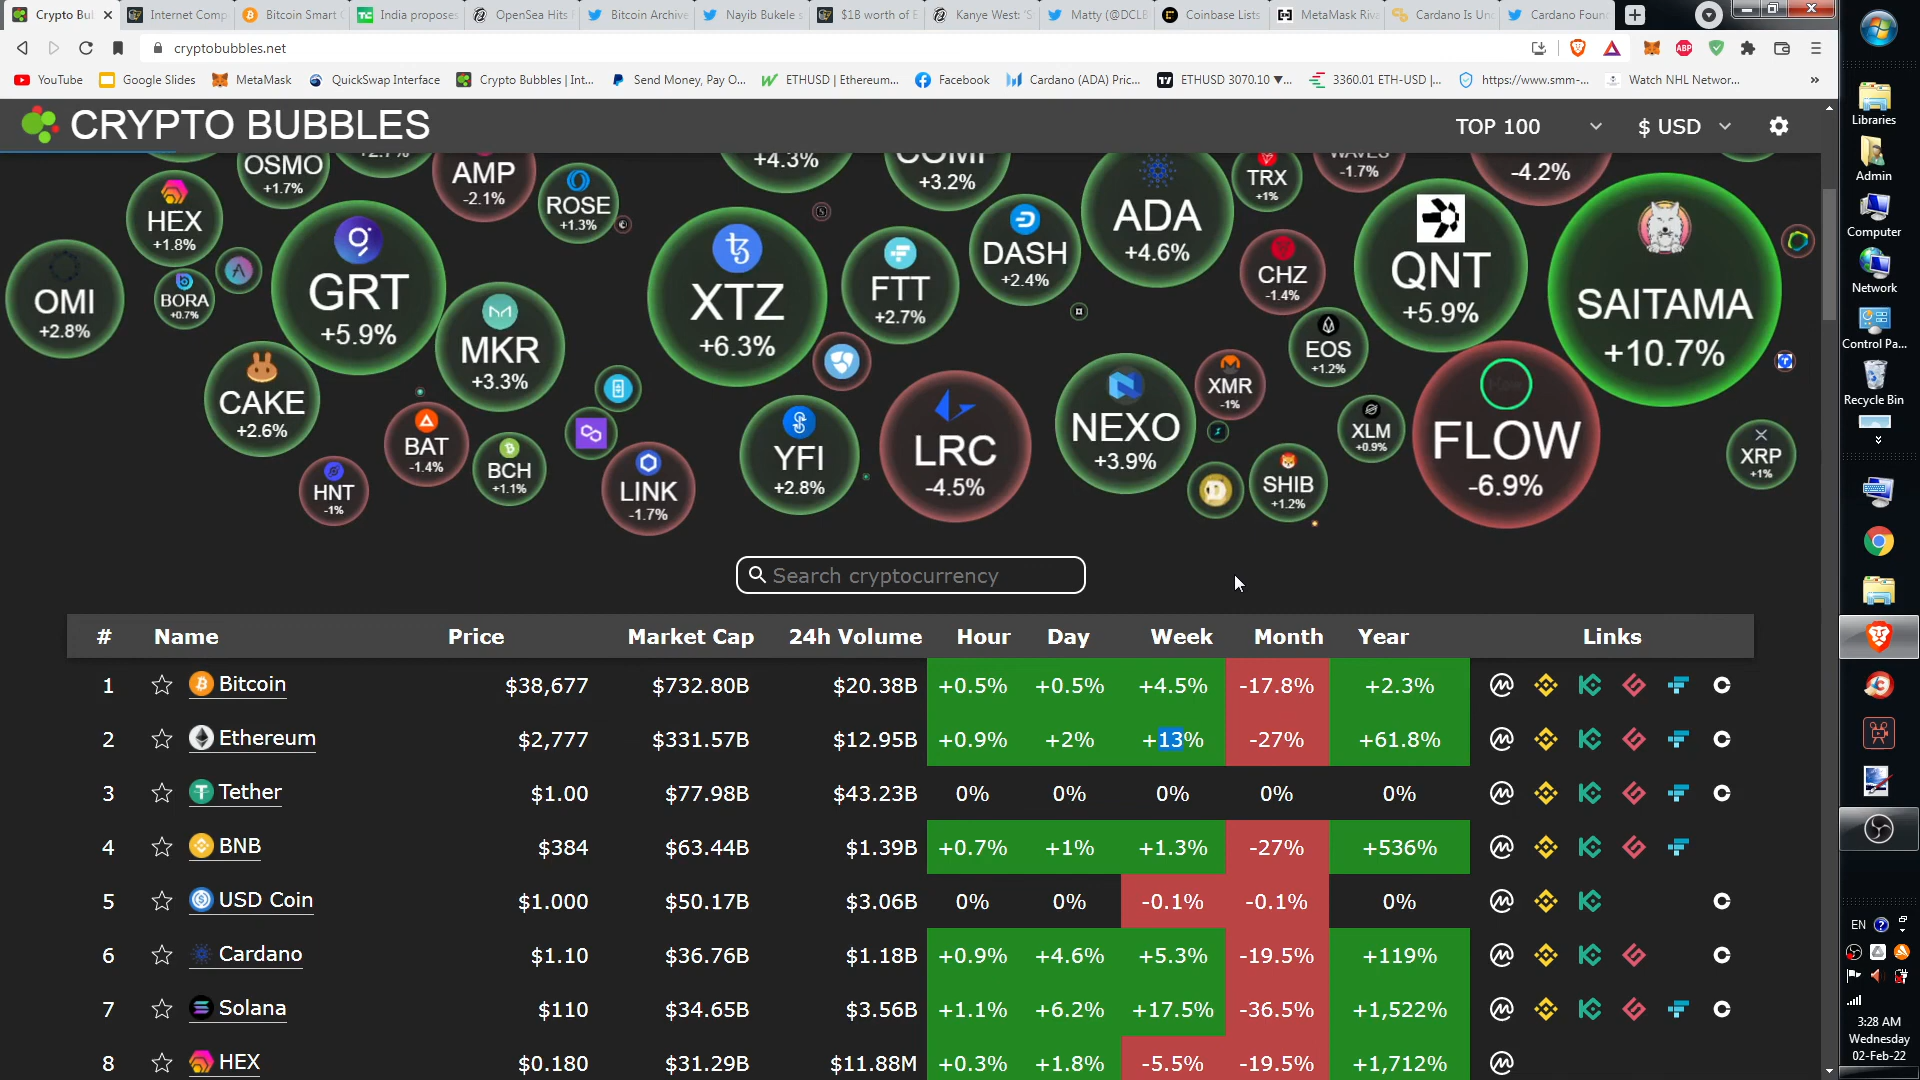 Crypto Bul
Internet Comp
Bitcoin Smart C
India proposes
OpenSea Hits
Bitcoin Archive
Nayib Bukele
$1B worth of E
Kanye West: 'S
Matty (@DCLB
Coinbase Lists
MetaMask Riva
Cardano Is Und
Cardano Foun
cryptobubbles.net
YouTube
Google Slides
MetaMask
QuickSwap Interface
Crypto Bubbles | Int...
Send Money, Pay O...
ETHUSD | Ethereum...
Facebook
Cardano (ADA) Pric...
ETHUSD 3070.10 ▼...
3360.01 ETH-USD |...
https://www.smm-...
Watch NHL Networ...
»
CRYPTO BUBBLES
TOP 100
$ USD
OSMO
+1.7%
AMP
-2.1%
+4.3%
+3.2%
ADA
+4.6%
TRX
+1%
WAVES
-1.7%
-4.2%
HEX
+1.8%
ROSE
+1.3%
DASH
+2.4%
CHZ
-1.4%
QNT
+5.9%
SAITAMA
+10.7%
OMI
+2.8%
BORA
+0.7%
GRT
+5.9%
MKR
+3.3%
XTZ
+6.3%
FTT
+2.7%
EOS
+1.2%
CAKE
+2.6%
BAT
-1.4%
BCH
+1.1%
HNT
-1%
LINK
-1.7%
YFI
+2.8%
LRC
-4.5%
NEXO
+3.9%
XMR
-1%
SHIB
+1.2%
XLM
+0.9%
FLOW
-6.9%
XRP
+1%
Search cryptocurrency
# Name Price Market Cap 24h Volume Hour Day Week Month Year Links
1 Bitcoin $38,677 $732.80B $20.38B +0.5% +0.5% +4.5% -17.8% +2.3%
2 Ethereum $2,777 $331.57B $12.95B +0.9% +2% +13% -27% +61.8%
3 Tether $1.00 $77.98B $43.23B 0% 0% 0% 0% 0%
4 BNB $384 $63.44B $1.39B +0.7% +1% +1.3% -27% +536%
5 USD Coin $1.000 $50.17B $3.06B 0% 0% -0.1% -0.1% 0%
6 Cardano $1.10 $36.76B $1.18B +0.9% +4.6% +5.3% -19.5% +119%
7 Solana $110 $34.65B $3.56B +1.1% +6.2% +17.5% -36.5% +1,522%
8 HEX $0.180 $31.29B $11.88M +0.3% +1.8% -5.5% -19.5% +1,712%
Libraries
Admin
Computer
Network
Control Pa...
Recycle Bin
EN
3:28 AM
Wednesday
02-Feb-22